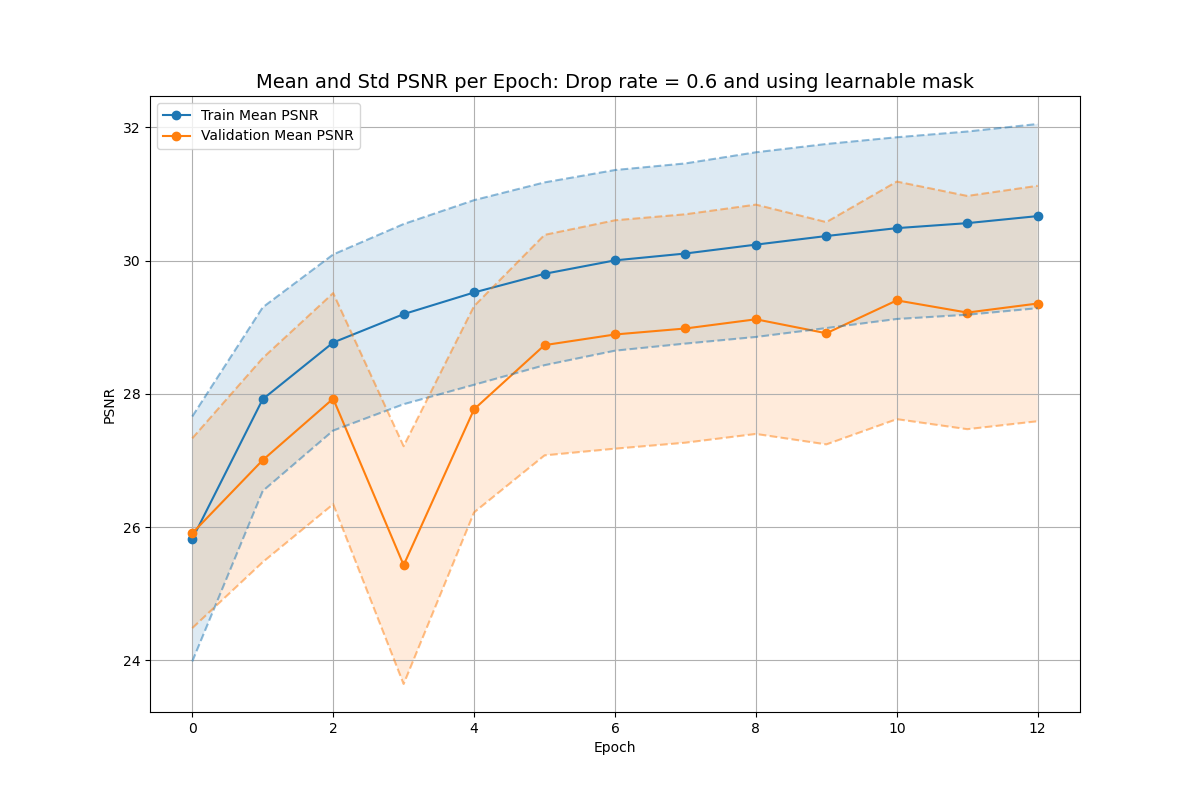 Mean and Std PSNR per Epoch: Drop rate = 0.6 and using learnable mask
Train Mean PSNR
Validation Mean PSNR
32
30
28
26
24
PSNR
0 2 4 6 8 10 12
Epoch